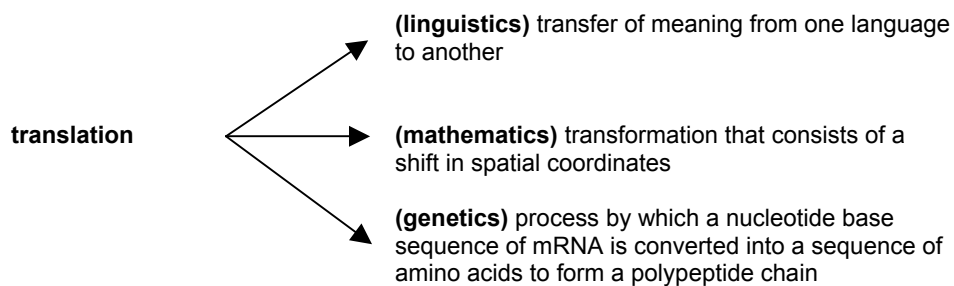 (linguistics) transfer of meaning from one language
to another
translation
(mathematics) transformation that consists of a
shift in spatial coordinates
(genetics) process by which a nucleotide base
sequence of mRNA is converted into a sequence of
amino acids to form a polypeptide chain